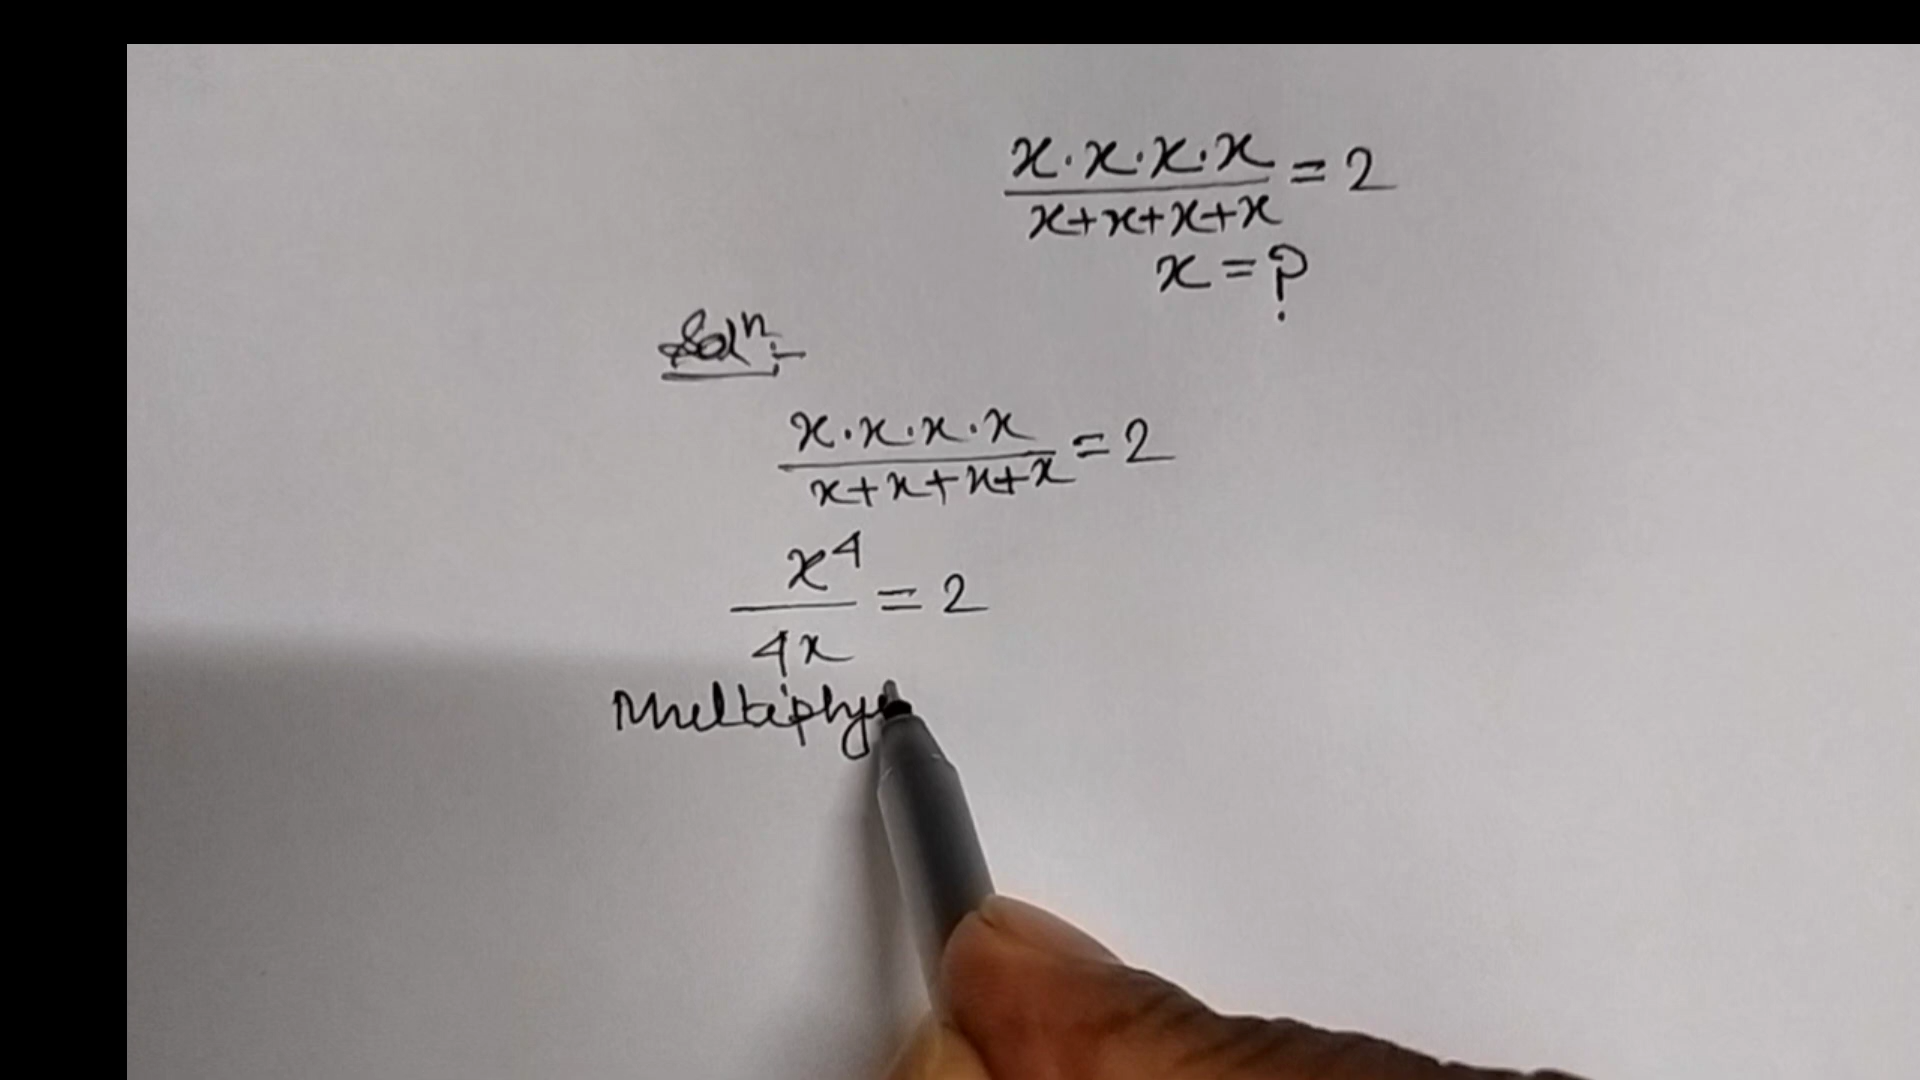 x·x·x·x
x+x+x+x = 2
x = ?
Solⁿ:-
x·x·x·x
x+x+x+x = 2
x⁴
4x = 2
Multiply